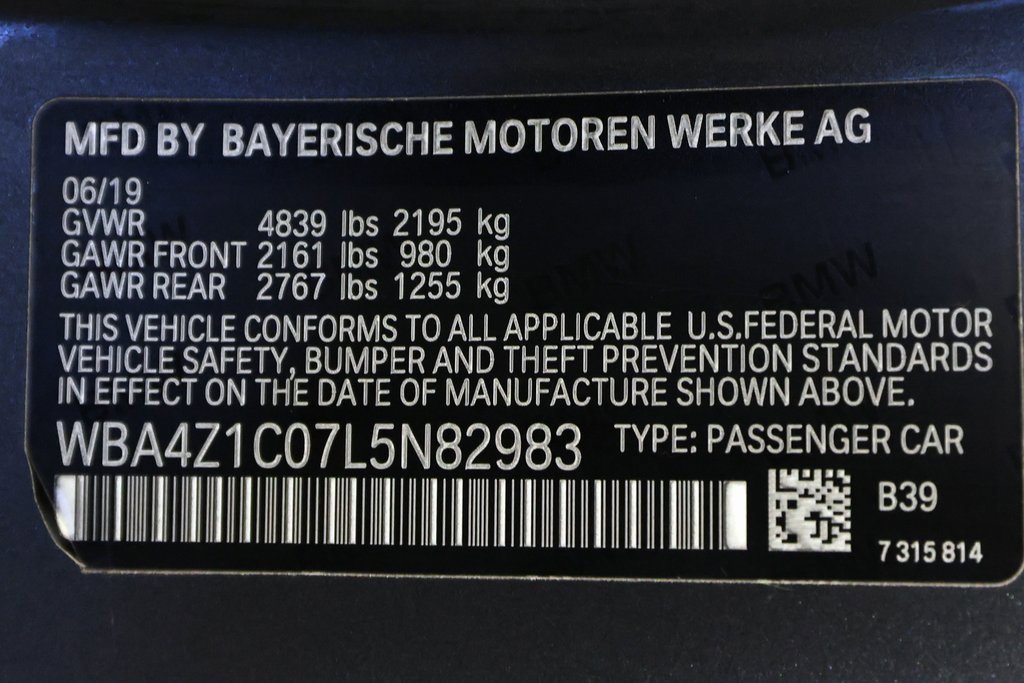 MFD BY BAYERISCHE MOTOREN WERKE AG
06/19
GVWR 4839 lbs 2195 kg
GAWR FRONT 2161 lbs 980 kg
GAWR REAR 2767 lbs 1255 kg
THIS VEHICLE CONFORMS TO ALL APPLICABLE U.S.FEDERAL MOTOR
VEHICLE SAFETY, BUMPER AND THEFT PREVENTION STANDARDS
IN EFFECT ON THE DATE OF MANUFACTURE SHOWN ABOVE.
WBA4Z1C07L5N82983 TYPE: PASSENGER CAR
B39
7 315 814
BMW
BMW